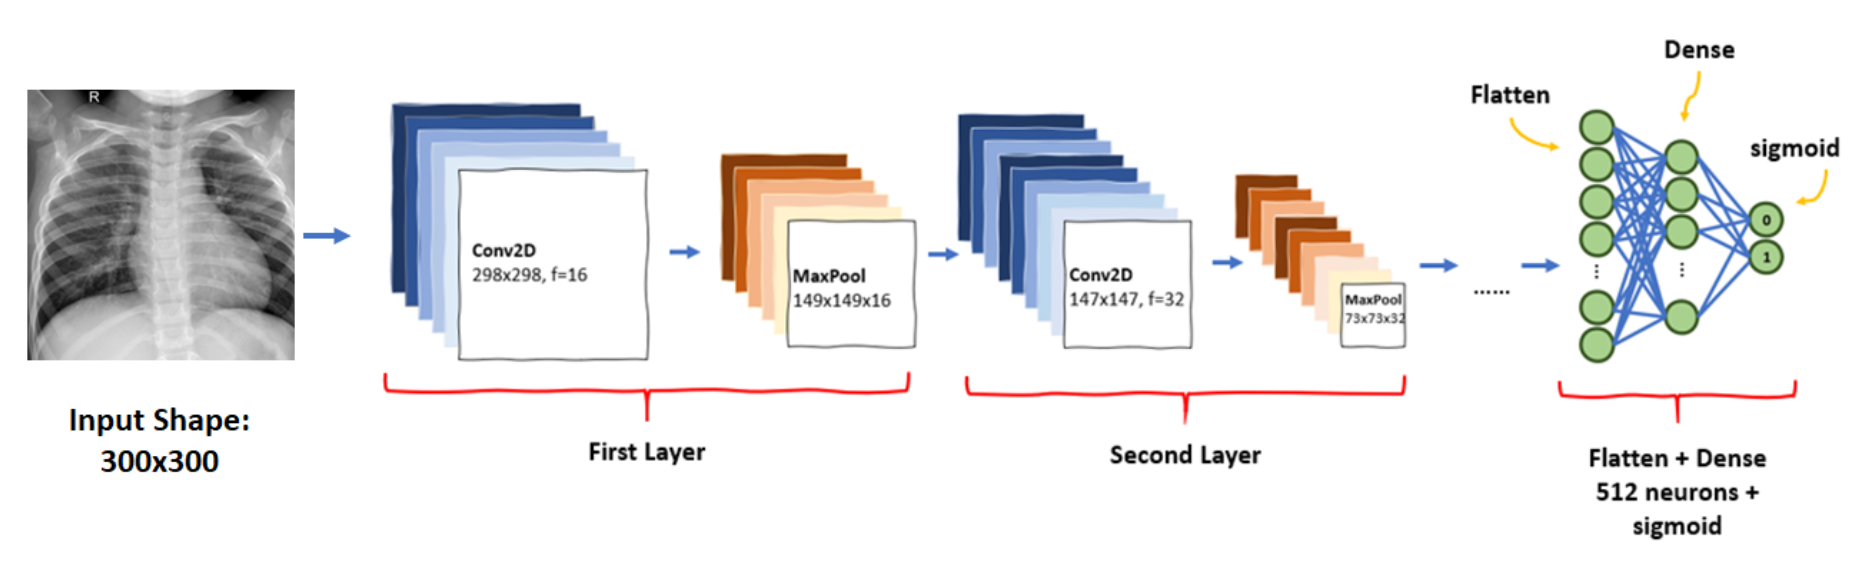 R
Input Shape:
300x300
Conv2D
298x298, f=16
MaxPool
149x149x16
First Layer
Conv2D
147x147, f=32
MaxPool
73x73x32
Second Layer
......
Flatten
Dense
sigmoid
0
1
Flatten + Dense
512 neurons +
sigmoid